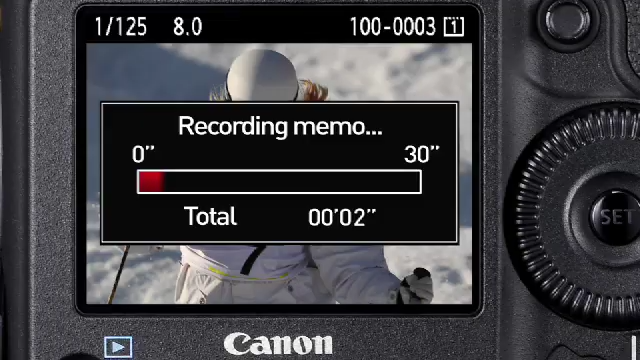 1/125 8.0 100-0003 [1]
Recording memo...
0" 30"
Total 00'02"
SET
Canon